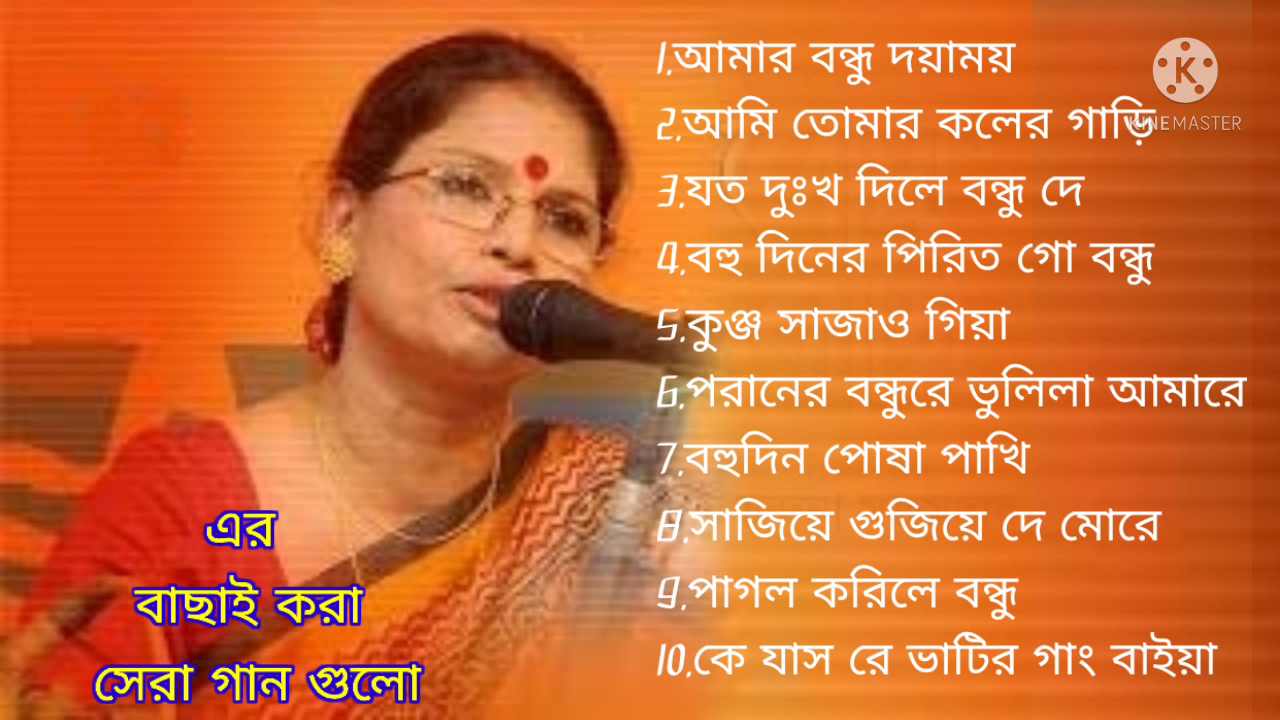 1.আমার বন্ধু দয়াময়
2.আমি তোমার কলের গাড়ি
3.যত দুঃখ দিলে বন্ধু দে
4.বহু দিনের পিরিত গো বন্ধু
5.কুঞ্জ সাজাও গিয়া
6.পরানের বন্ধুরে ভুলিলা আমারে
7.বহুদিন পোষা পাখি
8.সাজিয়ে গুজিয়ে দে মোরে
9.পাগল করিলে বন্ধু
10.কে যাস রে ভাটির গাং বাইয়া
K
KINEMASTER
এর
বাছাই করা
সেরা গান গুলো